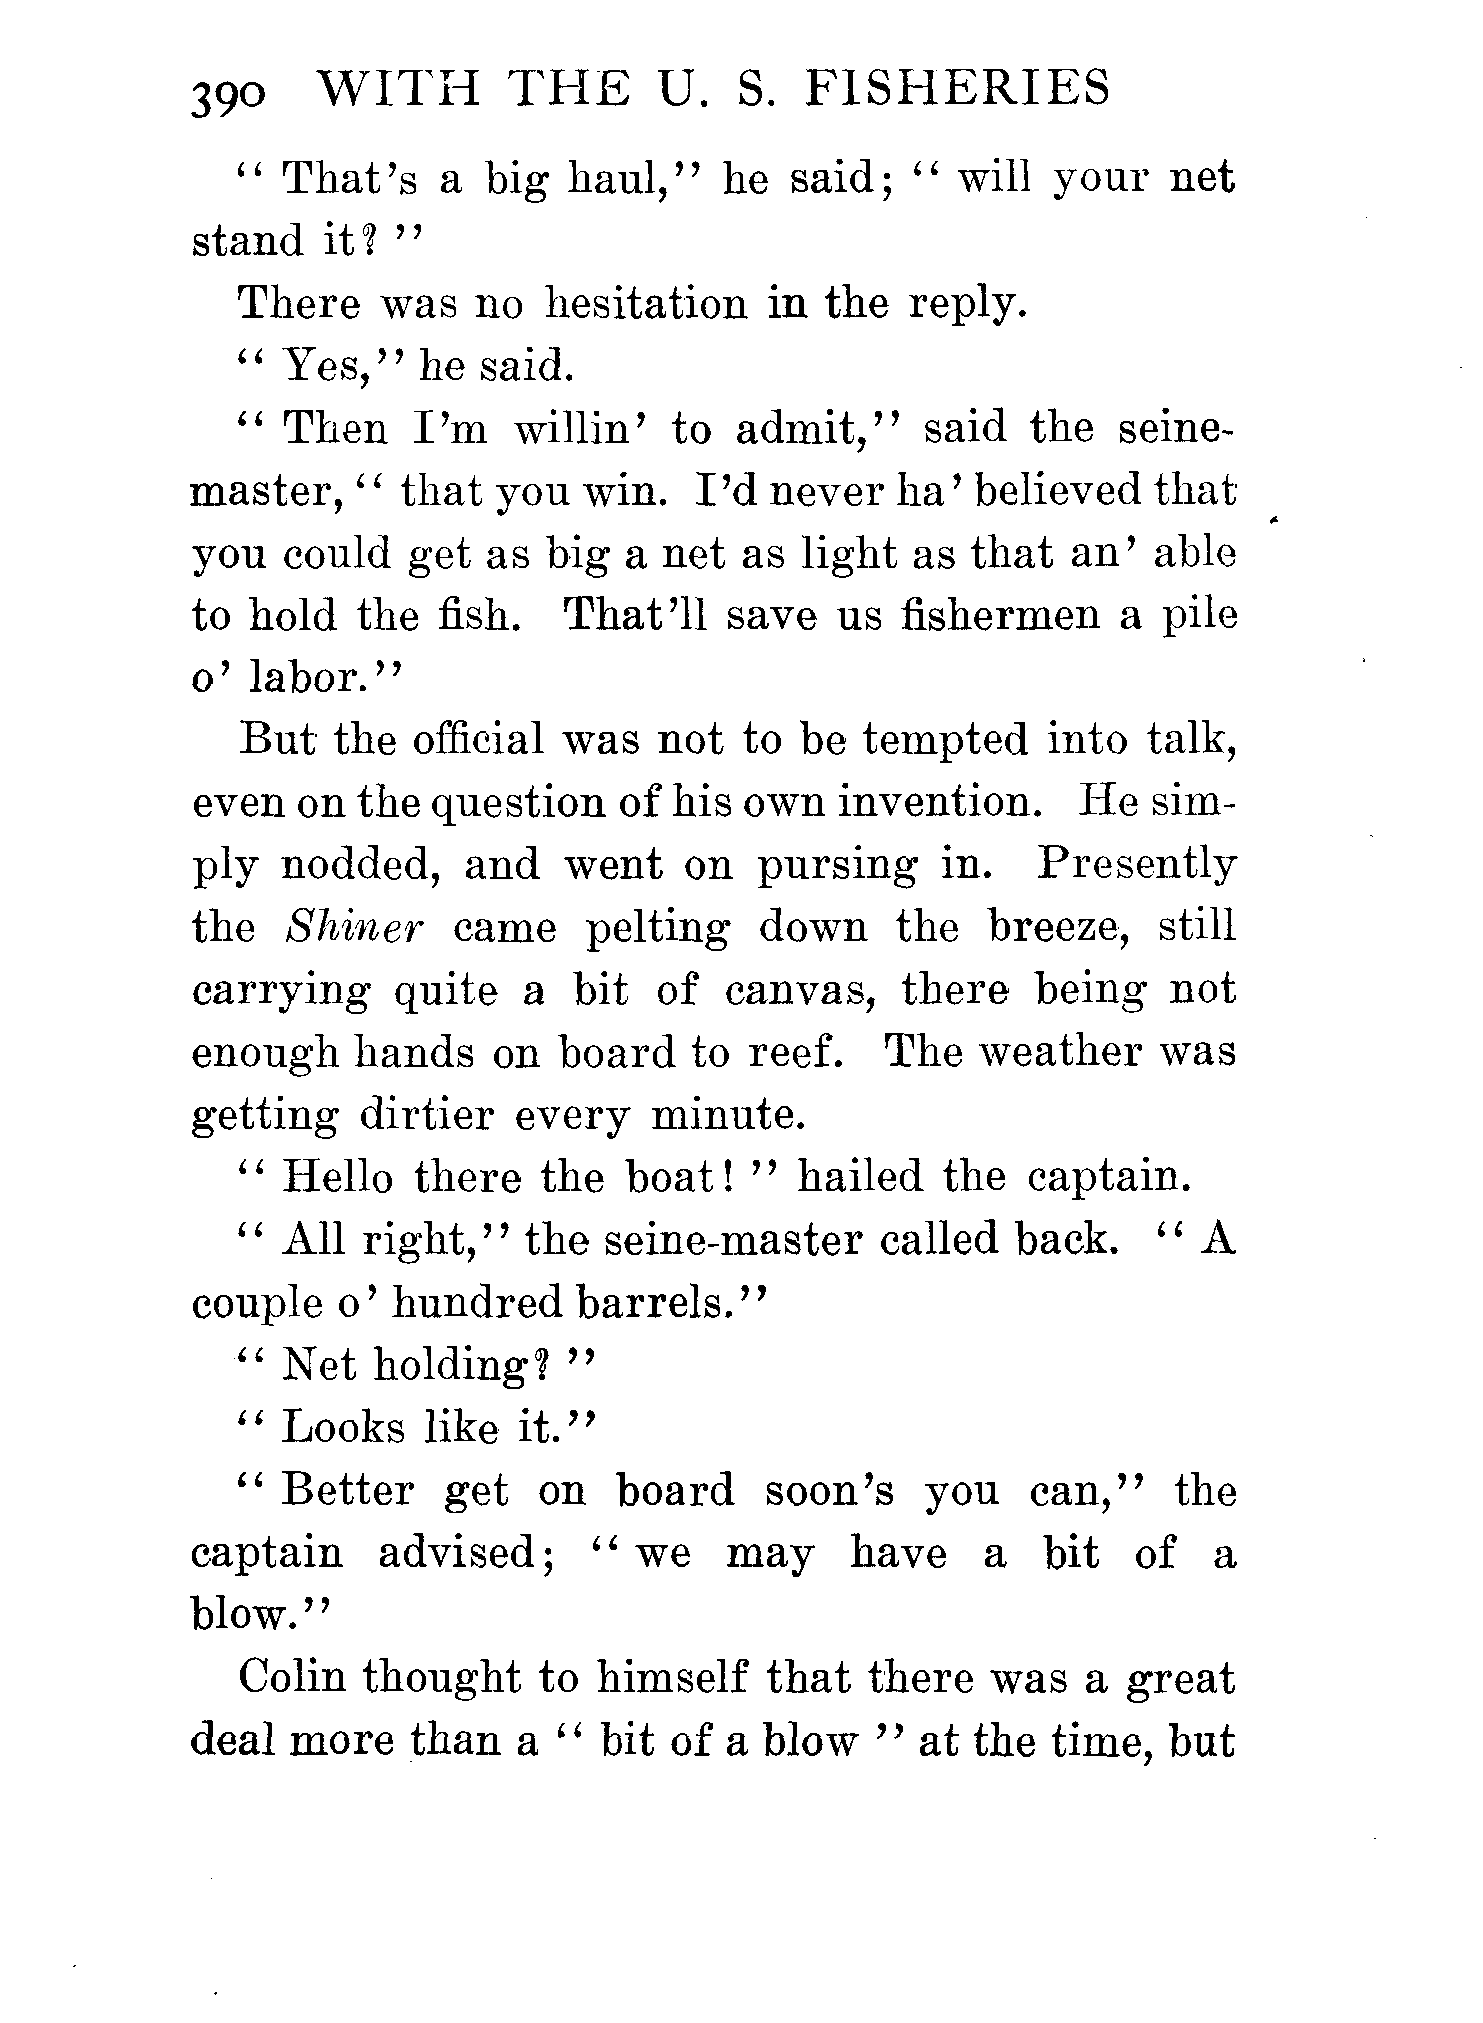 390 WITH THE U. S. FISHERIES
“ That’s a big haul,” he said; “ will your net
stand it? ”
There was no hesitation in the reply.
“ Yes,” he said.
“ Then I’m willin’ to admit,” said the seine-
master, “ that you win. I’d never ha’ believed that
you could get as big a net as light as that an’ able
to hold the fish. That’ll save us fishermen a pile
o’ labor.”
But the official was not to be tempted into talk,
even on the question of his own invention. He sim-
ply nodded, and went on pursing in. Presently
the Shiner came pelting down the breeze, still
carrying quite a bit of canvas, there being not
enough hands on board to reef. The weather was
getting dirtier every minute.
“ Hello there the boat! ” hailed the captain.
“ All right,” the seine-master called back. “ A
couple o’ hundred barrels.”
“ Net holding? ”
“ Looks like it.”
“ Better get on board soon’s you can,” the
captain advised; “ we may have a bit of a
blow.”
Colin thought to himself that there was a great
deal more than a “ bit of a blow ” at the time, but